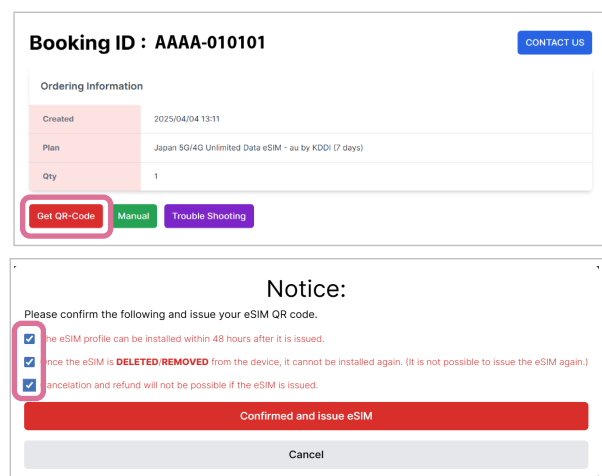 Booking ID : AAAA-010101
CONTACT US
Ordering Information
Created 2025/04/04 13:11
Plan Japan 5G/4G Unlimited Data eSIM - au by KDDI (7 days)
Qty 1
Get QR-Code Manual Trouble Shooting
Notice:
Please confirm the following and issue your eSIM QR code.
he eSIM profile can be installed within 48 hours after it is issued.
nce the eSIM is DELETED/REMOVED from the device, it cannot be installed again. (It is not possible to issue the eSIM again.)
ancelation and refund will not be possible if the eSIM is issued.
Confirmed and issue eSIM
Cancel